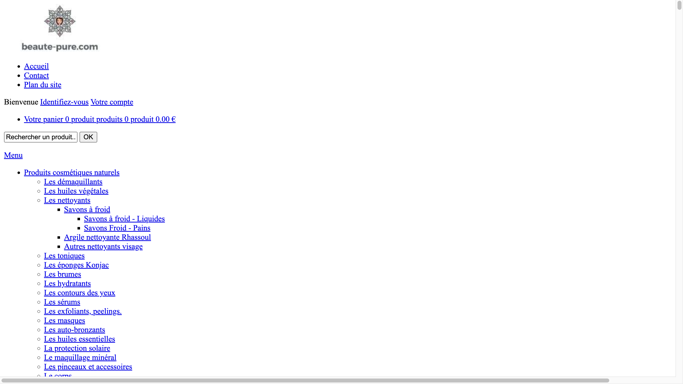 beaute-pure.com
Accueil
Contact
Plan du site
Bienvenue Identifiez-vous Votre compte
Votre panier 0 produit produits 0 produit 0.00 €
Rechercher un produit.. OK
Menu
Produits cosmétiques naturels
Les démaquillants
Les huiles végétales
Les nettoyants
Savons à froid
Savons à froid - Liquides
Savons Froid - Pains
Argile nettoyante Rhassoul
Autres nettoyants visage
Les toniques
Les éponges Konjac
Les brumes
Les hydratants
Les contours des yeux
Les sérums
Les exfoliants, peelings.
Les masques
Les auto-bronzants
Les huiles essentielles
La protection solaire
Le maquillage minéral
Les pinceaux et accessoires
Le corps